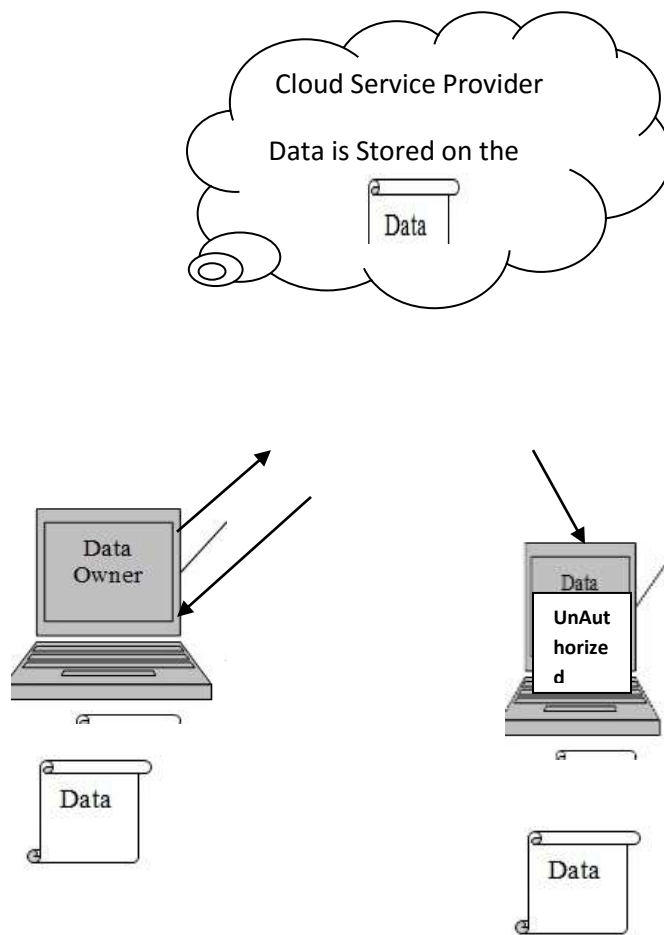 Cloud Service Provider
Data is Stored on the
Data
Data
Owner
Data
UnAut
horize
d
Data
Data